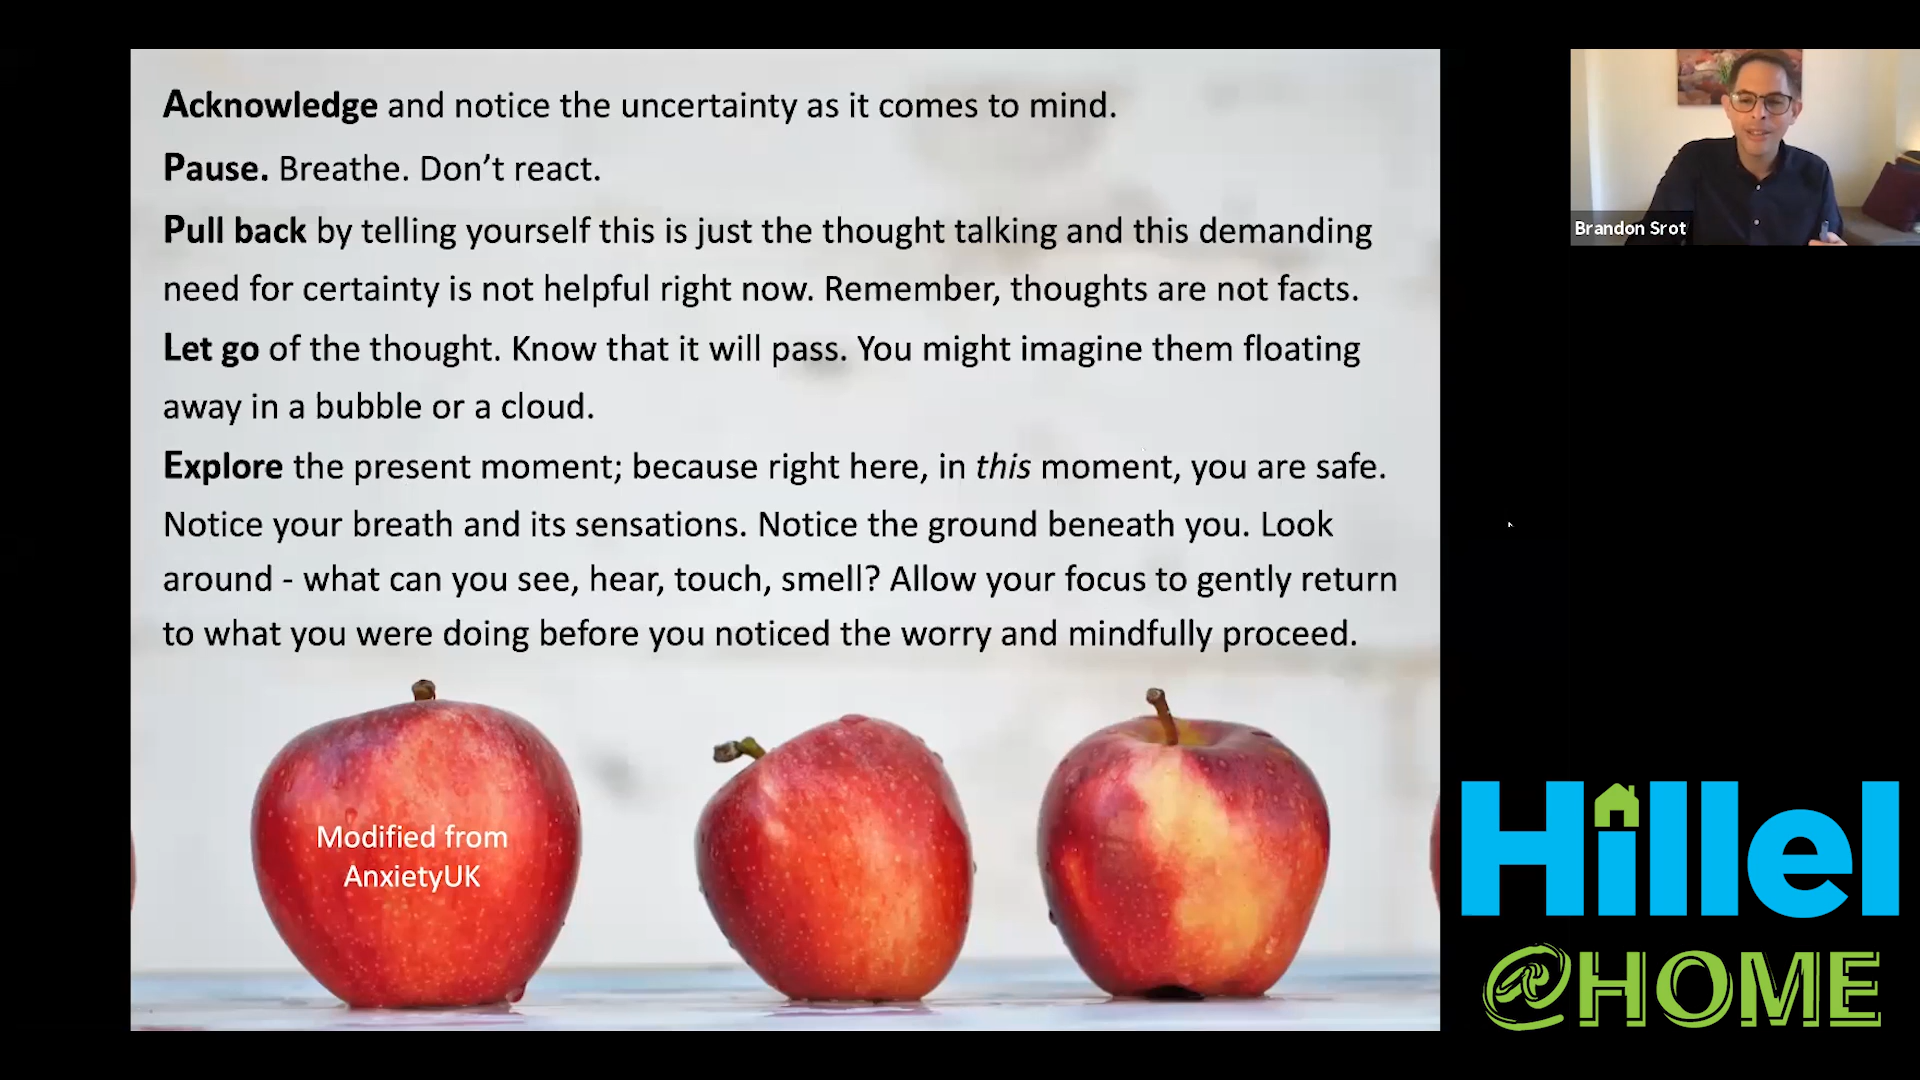 Acknowledge and notice the uncertainty as it comes to mind.
Pause. Breathe. Don’t react.
Pull back by telling yourself this is just the thought talking and this demanding
need for certainty is not helpful right now. Remember, thoughts are not facts.
Let go of the thought. Know that it will pass. You might imagine them floating
away in a bubble or a cloud.
Explore the present moment; because right here, in this moment, you are safe.
Notice your breath and its sensations. Notice the ground beneath you. Look
around - what can you see, hear, touch, smell? Allow your focus to gently return
to what you were doing before you noticed the worry and mindfully proceed.
Modified from
AnxietyUK
Brandon Srot
Hillel
@HOME